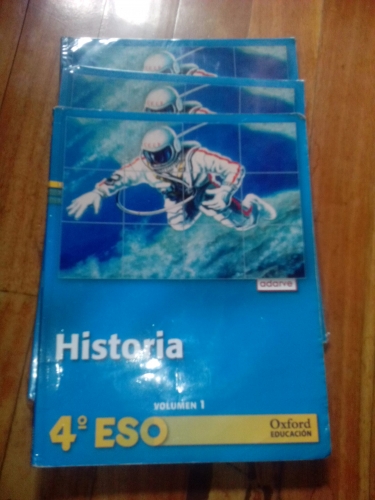 adarve
Historia
VOLUMEN 1
4º ESO
Oxford
EDUCACIÓN